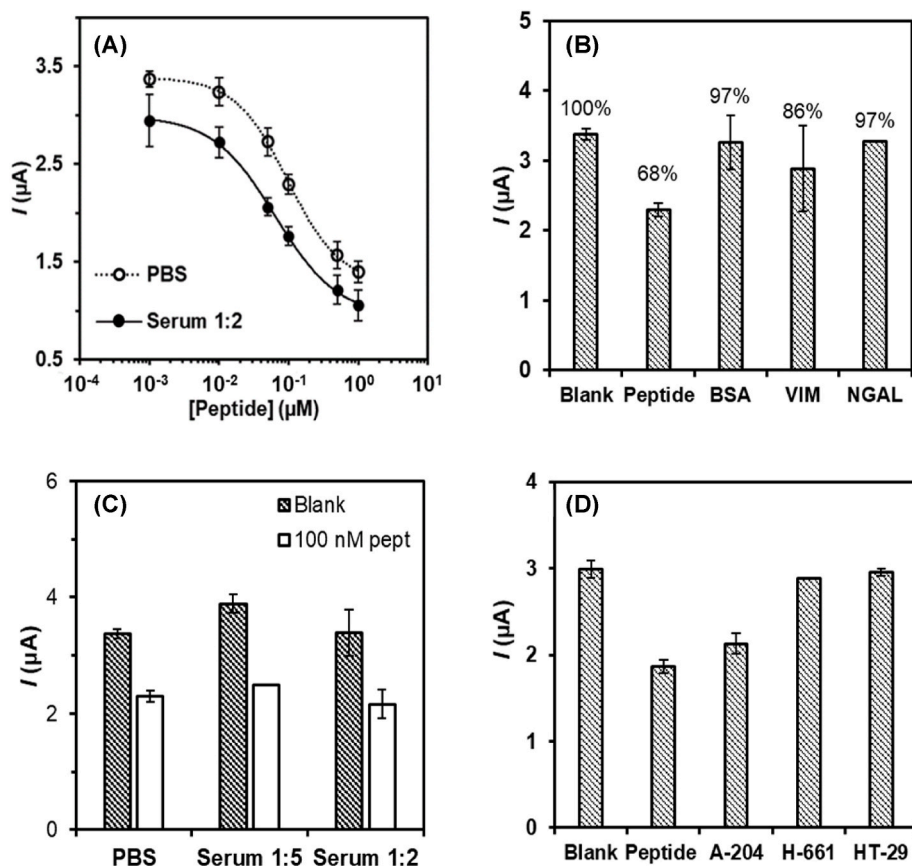 (A)
3.5
2.5
1.5
0.5
I (µA)
PBS
Serum 1:2
10⁻⁴ 10⁻³ 10⁻² 10⁻¹ 10⁰ 10¹
[Peptide] (µM)
(B)
5
4
3
2
1
0
I (µA)
100%
68%
97%
86%
97%
Blank Peptide BSA VIM NGAL
(C)
6
4
2
0
I (µA)
Blank
100 nM pept
PBS Serum 1:5 Serum 1:2
(D)
4
3
2
1
0
I (µA)
Blank Peptide A-204 H-661 HT-29